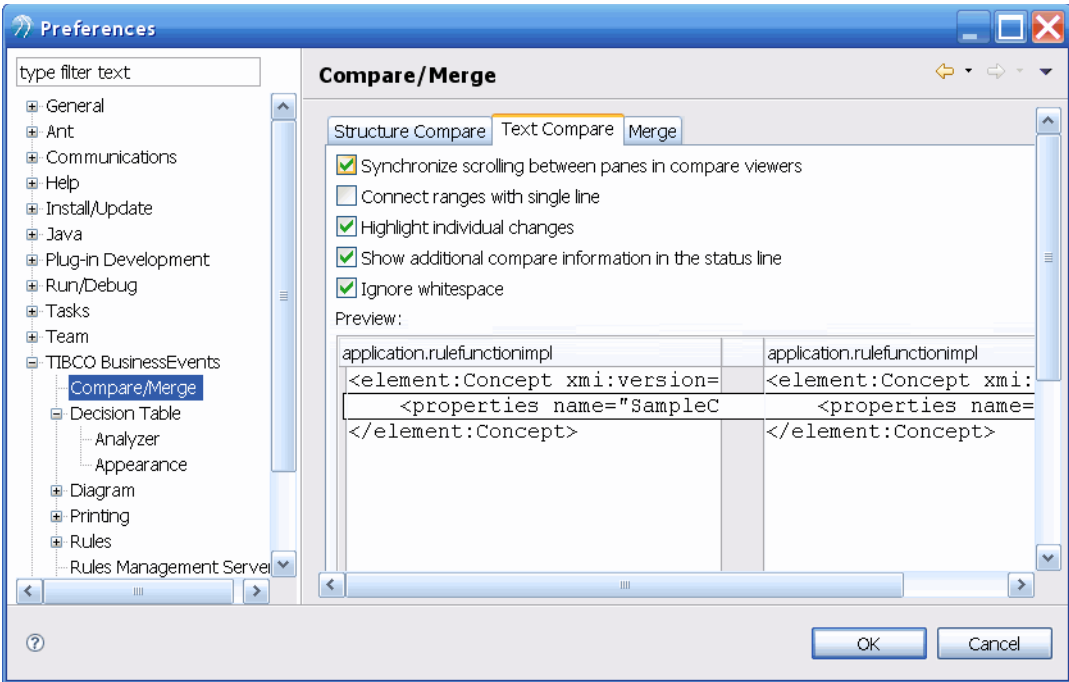 Preferences
type filter text
General
Ant
Communications
Help
Install/Update
Java
Plug-in Development
Run/Debug
Tasks
Team
TIBCO BusinessEvents
Compare/Merge
Decision Table
Analyzer
Appearance
Diagram
Printing
Rules
Rules Management Server
Compare/Merge
Structure Compare Text Compare Merge
Synchronize scrolling between panes in compare viewers
Connect ranges with single line
Highlight individual changes
Show additional compare information in the status line
Ignore whitespace
Preview:
application.rulefunctionimpl application.rulefunctionimpl
<element:Concept xmi:version= <element:Concept xmi:
<properties name="SampleC <properties name=
</element:Concept> </element:Concept>
OK Cancel